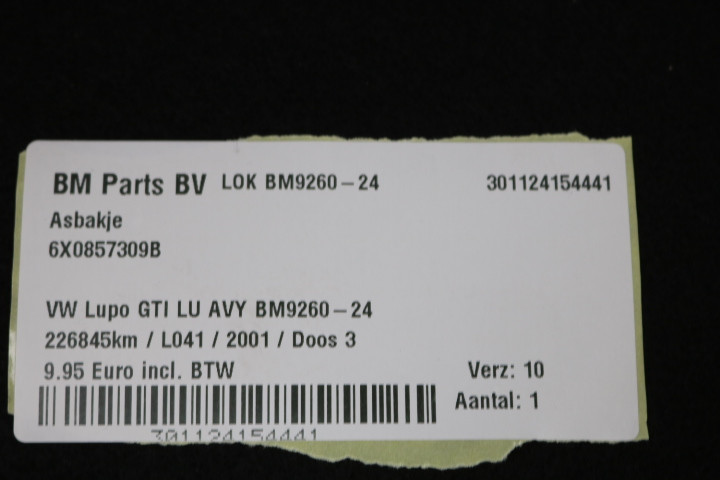 BM Parts BV LOK BM9260-24 301124154441
Asbakje
6X0857309B
VW Lupo GTI LU AVY BM9260-24
226845km / L041 / 2001 / Doos 3
9.95 Euro incl. BTW Verz: 10
Aantal: 1
301124154441